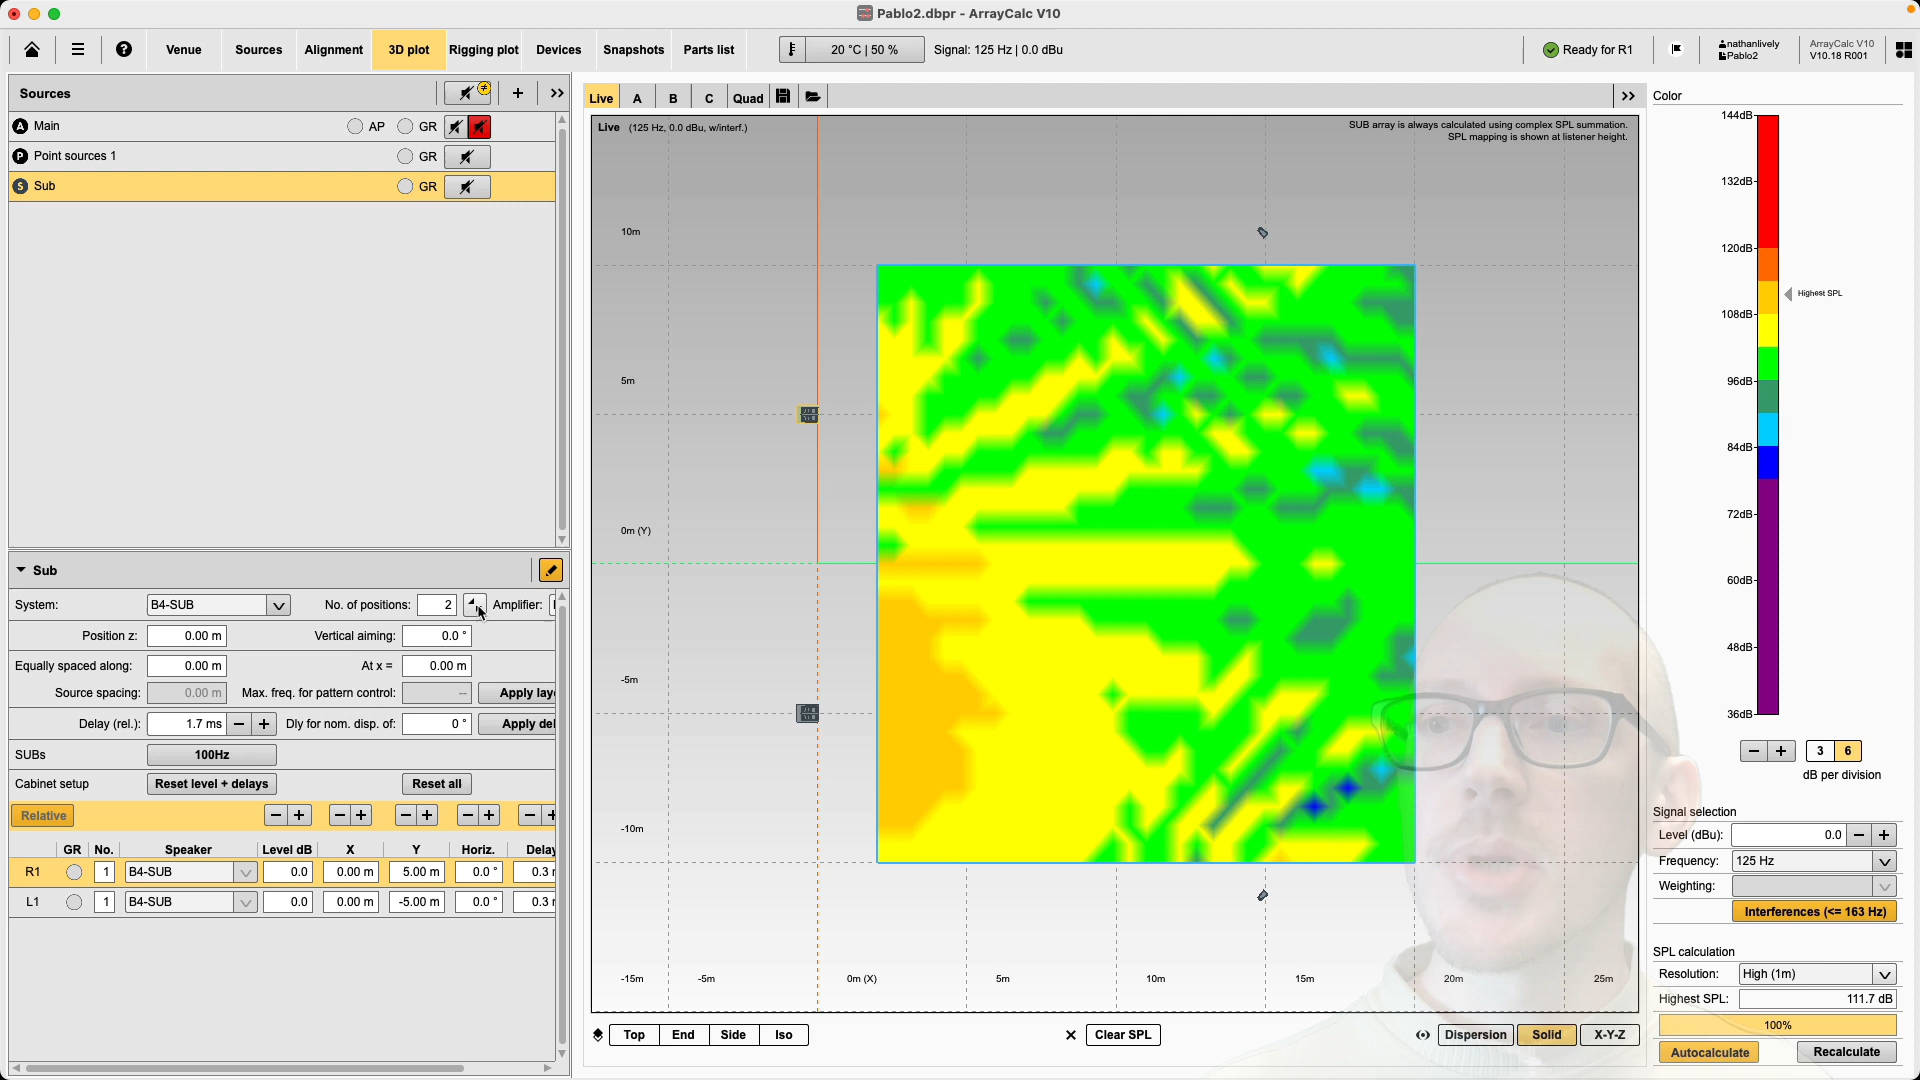 Pablo2.dbpr - ArrayCalc V10
Venue
Sources
Alignment
3D plot
Rigging plot
Devices
Snapshots
Parts list
20 °C | 50 %
Signal: 125 Hz | 0.0 dBu
Ready for R1
nathanlively
Pablo2
ArrayCalc V10
V10.18 R001
Sources
A Main AP GR
P Point sources 1 GR
S Sub GR
Sub
System: B4-SUB No. of positions: 2 Amplifier:
Position z: 0.00 m Vertical aiming: 0.0 °
Equally spaced along: 0.00 m At x = 0.00 m
Source spacing: 0.00 m Max. freq. for pattern control: -- Apply lay
Delay (rel.): 1.7 ms - + Dly for nom. disp. of: 0 ° Apply del
SUBs 100Hz
Cabinet setup Reset level + delays Reset all
Relative - + - + - + - + - +
GR No. Speaker Level dB X Y Horiz. Delay
R1 1 B4-SUB 0.0 0.00 m 5.00 m 0.0 ° 0.3
L1 1 B4-SUB 0.0 0.00 m -5.00 m 0.0 ° 0.3
Live A B C Quad
Live (125 Hz, 0.0 dBu, w/interf.)
SUB array is always calculated using complex SPL summation.
SPL mapping is shown at listener height.
10m
5m
0m (Y)
-5m
-10m
-15m -5m 0m (X) 5m 10m 15m 20m 25m
Top End Side Iso
Clear SPL
Dispersion Solid X-Y-Z
Color
144dB
132dB
120dB
Highest SPL
108dB
96dB
84dB
72dB
60dB
48dB
36dB
- + 3 6
dB per division
Signal selection
Level (dBu): 0.0 - +
Frequency: 125 Hz
Weighting:
Interferences (<= 163 Hz)
SPL calculation
Resolution: High (1m)
Highest SPL: 111.7 dB
100%
Autocalculate Recalculate